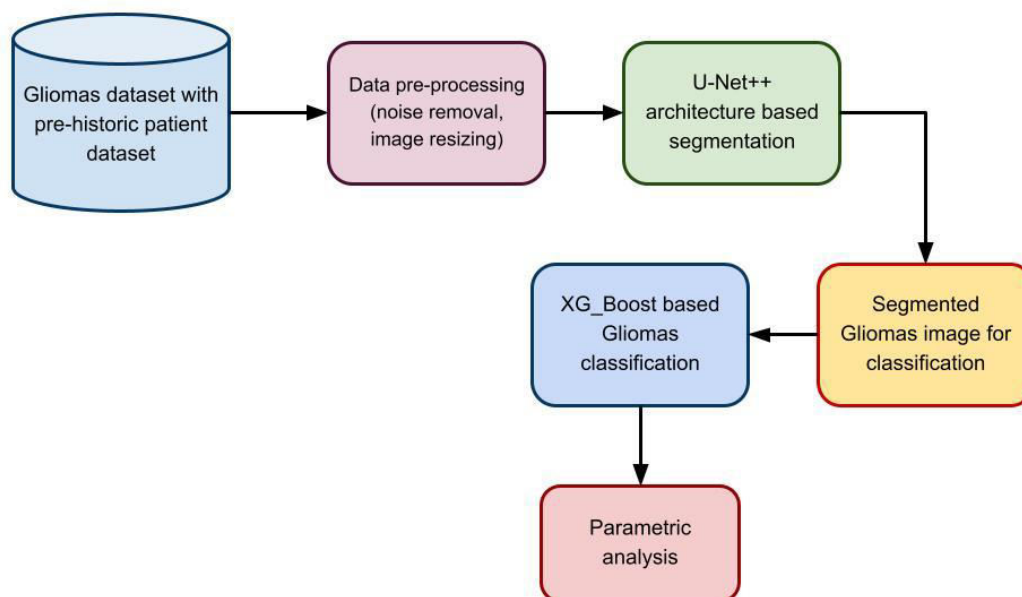 Gliomas dataset with
pre-historic patient
dataset
Data pre-processing
(noise removal,
image resizing)
U-Net++
architecture based
segmentation
Segmented
Gliomas image for
classification
XG_Boost based
Gliomas
classification
Parametric
analysis